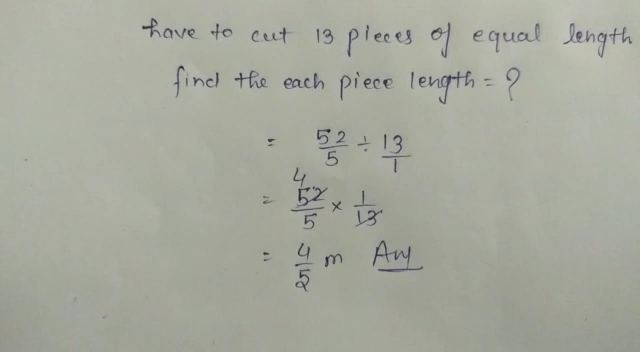 have to cut 13 pieces of equal length
find the each piece length = ?
= 52/5 ÷ 13/1
= 4 52/5 × 1/13
= 4/5 m Ans